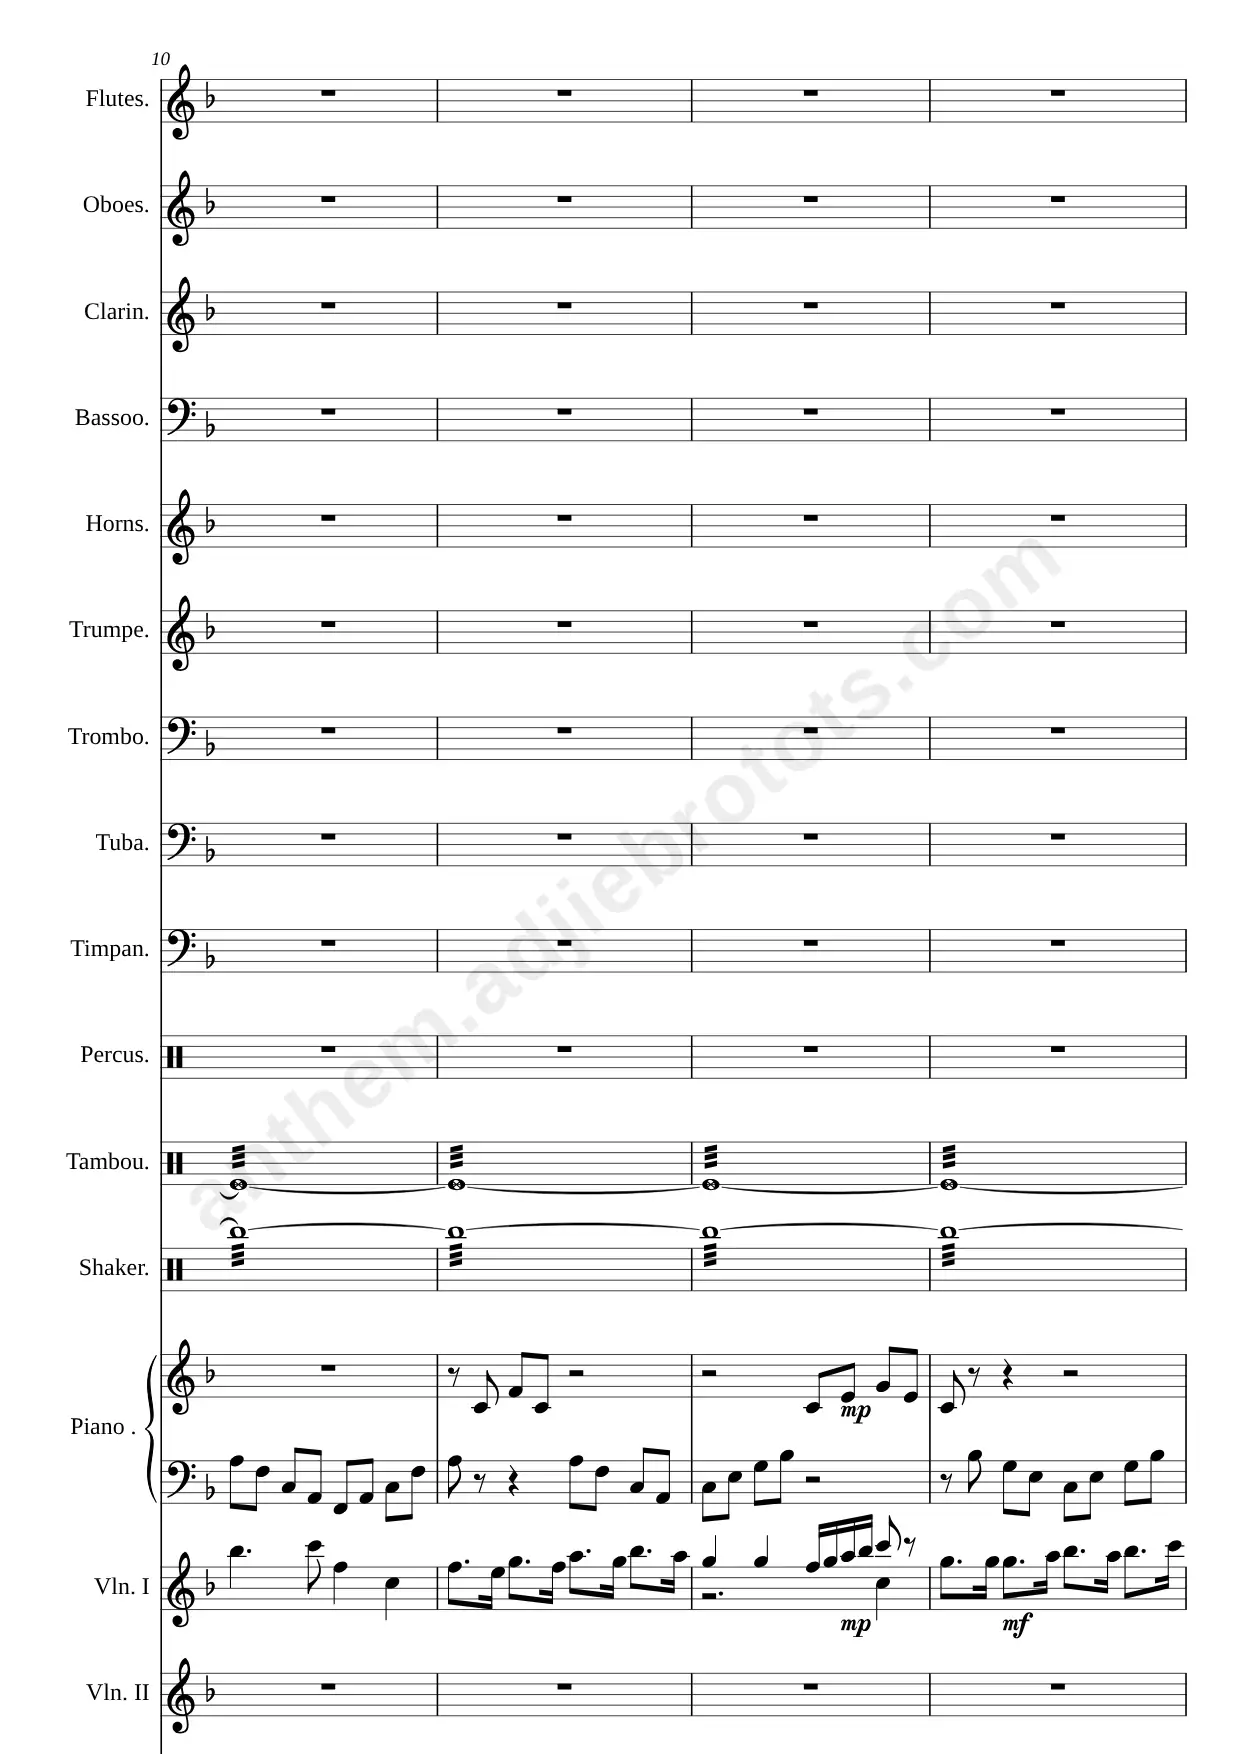 10
Flutes.
Oboes.
Clarin.
Bassoo.
Horns.
Trumpe.
Trombo.
Tuba.
Timpan.
Percus.
Tambou.
Shaker.
Piano .
mp
Vln. I
mp
mf
Vln. II
anthem.adjiebrotots.com